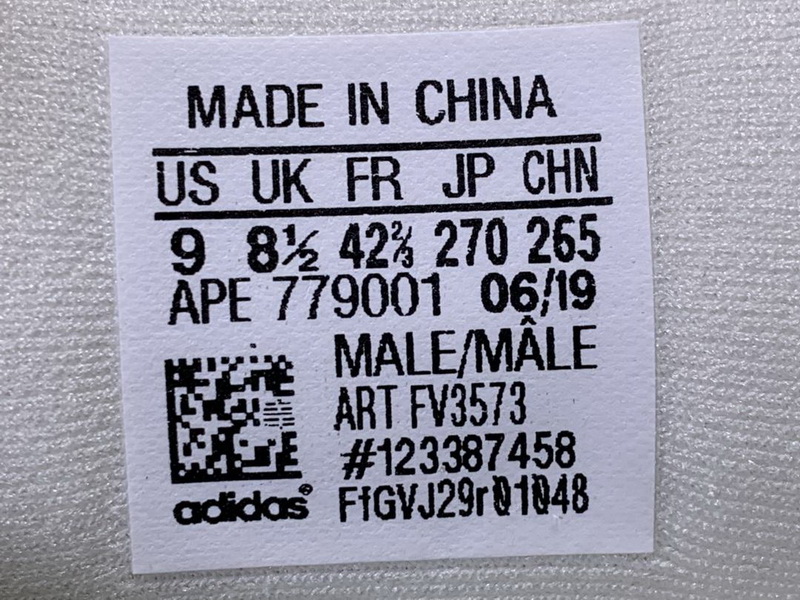 MADE IN CHINA
US UK FR JP CHN
9 8½ 42⅔ 270 265
APE 779001 06/19
MALE/MÂLE
ART FV3573
#123387458
adidas® FfGVJ29r01048